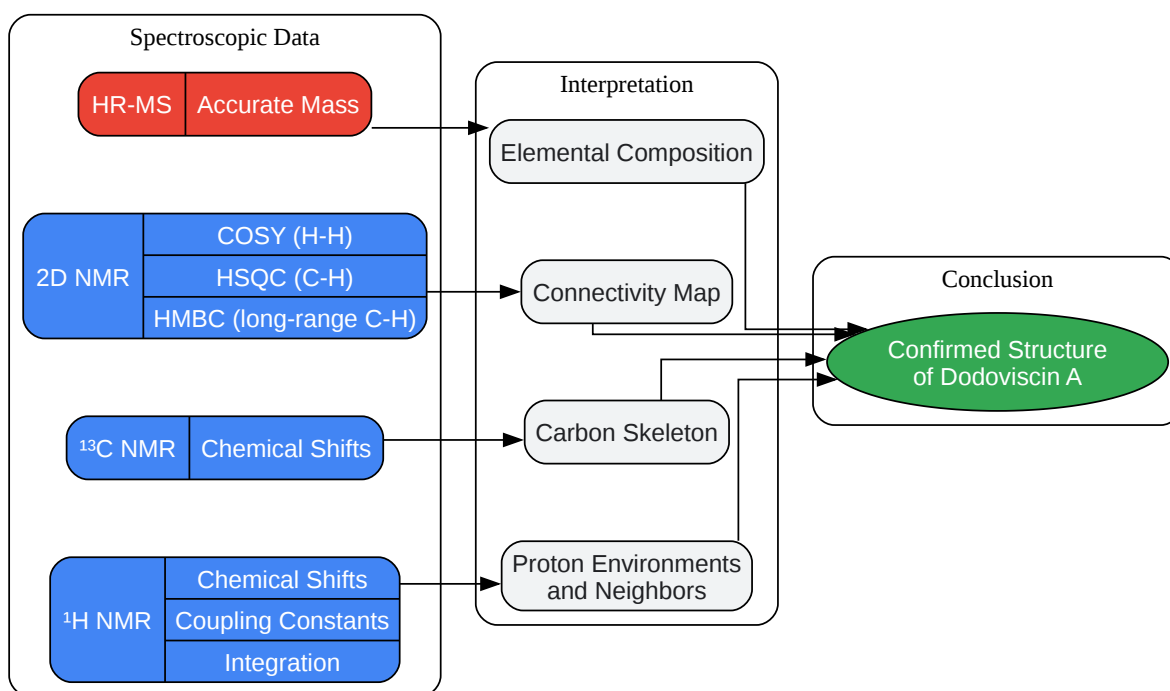 Spectroscopic Data
HR-MS
Accurate Mass
2D NMR
COSY (H-H)
HSQC (C-H)
HMBC (long-range C-H)
¹³C NMR
Chemical Shifts
¹H NMR
Chemical Shifts
Coupling Constants
Integration
Interpretation
Elemental Composition
Connectivity Map
Carbon Skeleton
Proton Environments
and Neighbors
Conclusion
Confirmed Structure
of Dodoviscin A